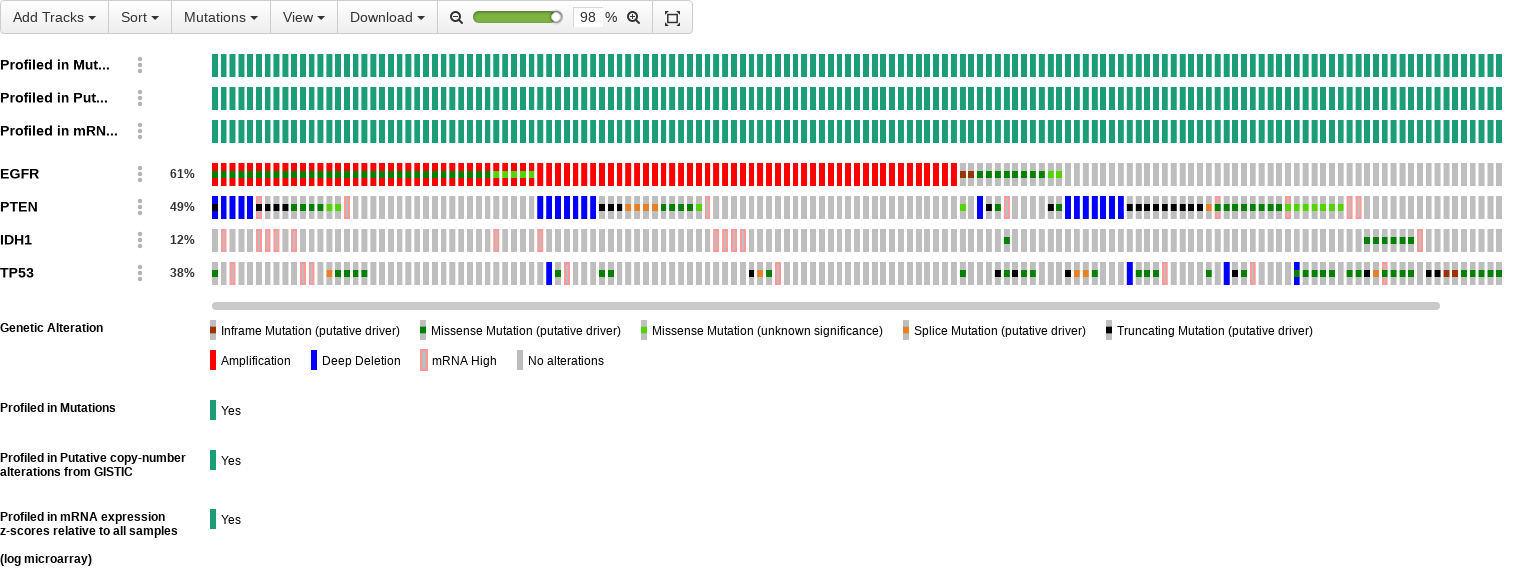 Add Tracks Sort Mutations View Download 98 %
Profiled in Mut...
Profiled in Put...
Profiled in mRN...
EGFR 61%
PTEN 49%
IDH1 12%
TP53 38%
Genetic Alteration Inframe Mutation (putative driver) Missense Mutation (putative driver) Missense Mutation (unknown significance) Splice Mutation (putative driver) Truncating Mutation (putative driver)
Amplification Deep Deletion mRNA High No alterations
Profiled in Mutations Yes
Profiled in Putative copy-number Yes
alterations from GISTIC
Profiled in mRNA expression Yes
z-scores relative to all samples
(log microarray)